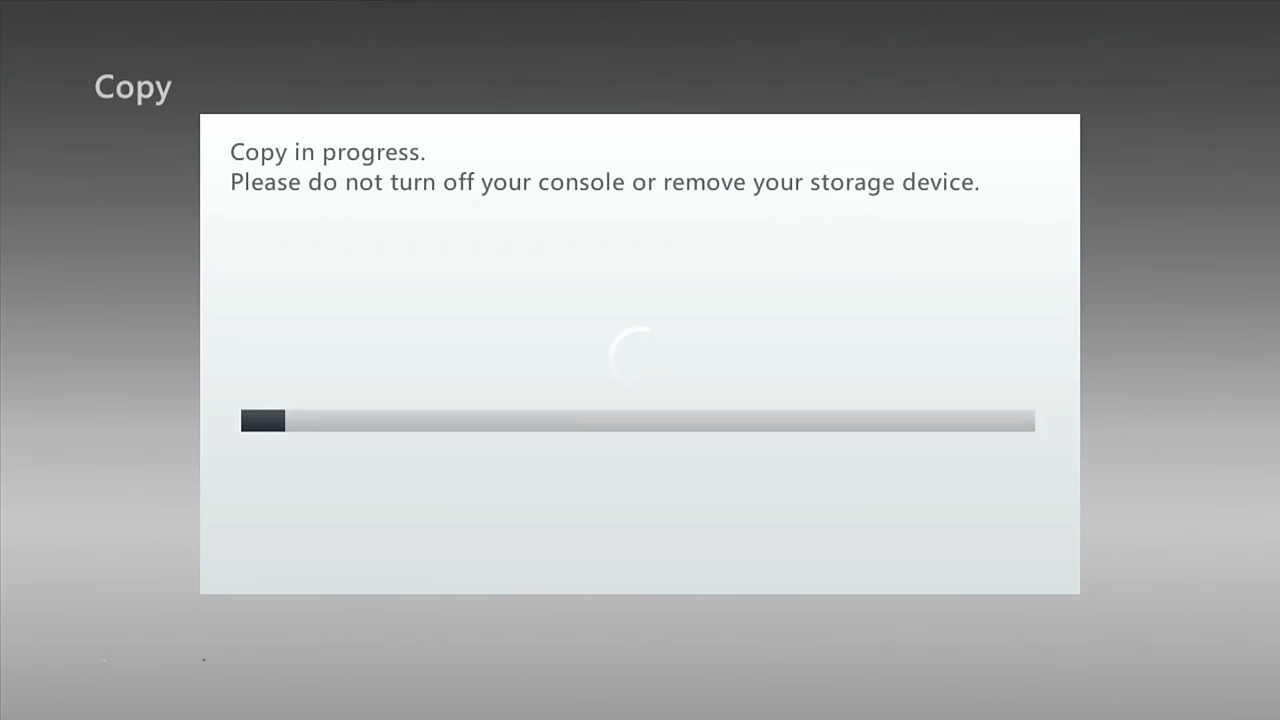 Copy
Copy in progress.
Please do not turn off your console or remove your storage device.